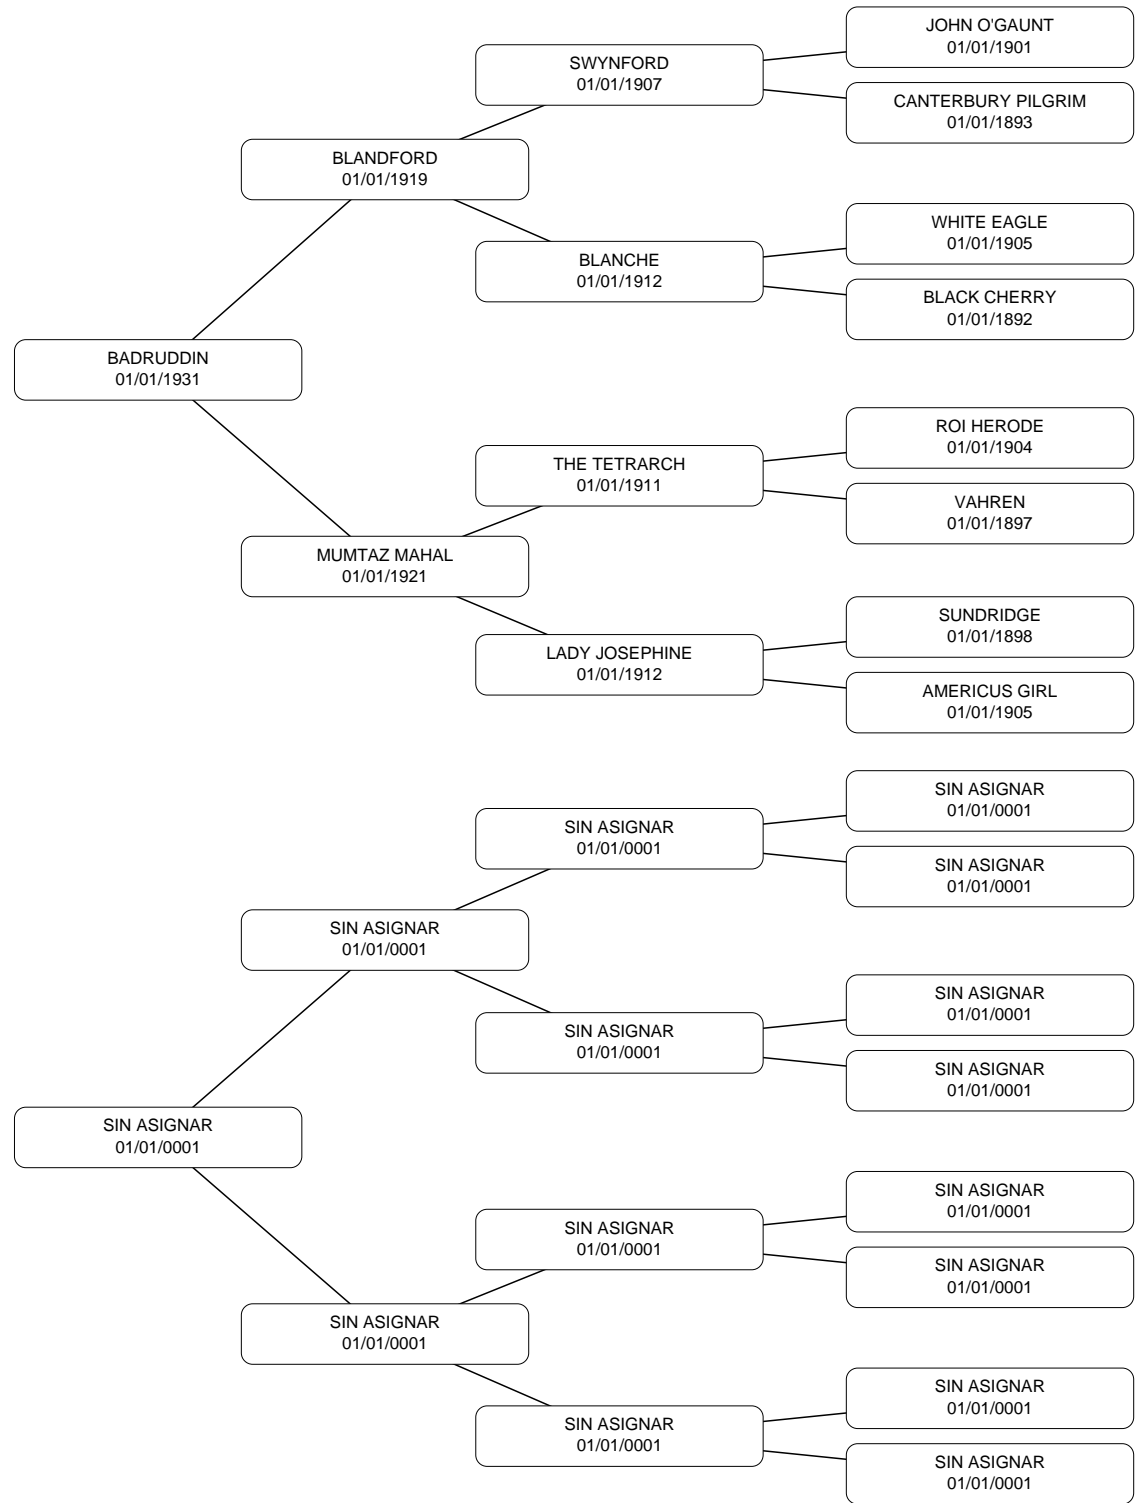 JOHN O'GAUNT
01/01/1901
SWYNFORD
01/01/1907
CANTERBURY PILGRIM
01/01/1893
BLANDFORD
01/01/1919
WHITE EAGLE
01/01/1905
BLANCHE
01/01/1912
BLACK CHERRY
01/01/1892
BADRUDDIN
01/01/1931
ROI HERODE
01/01/1904
THE TETRARCH
01/01/1911
VAHREN
01/01/1897
MUMTAZ MAHAL
01/01/1921
SUNDRIDGE
01/01/1898
LADY JOSEPHINE
01/01/1912
AMERICUS GIRL
01/01/1905
SIN ASIGNAR
01/01/0001
SIN ASIGNAR
01/01/0001
SIN ASIGNAR
01/01/0001
SIN ASIGNAR
01/01/0001
SIN ASIGNAR
01/01/0001
SIN ASIGNAR
01/01/0001
SIN ASIGNAR
01/01/0001
SIN ASIGNAR
01/01/0001
SIN ASIGNAR
01/01/0001
SIN ASIGNAR
01/01/0001
SIN ASIGNAR
01/01/0001
SIN ASIGNAR
01/01/0001
SIN ASIGNAR
01/01/0001
SIN ASIGNAR
01/01/0001
SIN ASIGNAR
01/01/0001